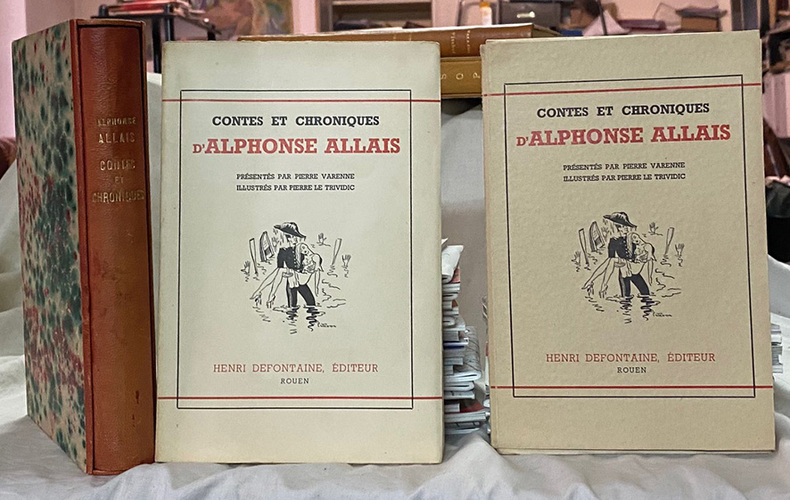 ALPHONSE
ALLAIS
CONTES
ET
CHRONIQUES
CONTES ET CHRONIQUES
D'ALPHONSE ALLAIS
PRÉSENTÉS PAR PIERRE VARENNE
ILLUSTRÉS PAR PIERRE LE TRIVIDIC
HENRI DEFONTAINE, ÉDITEUR
ROUEN
CONTES ET CHRONIQUES
D'ALPHONSE ALLAIS
PRÉSENTÉS PAR PIERRE VARENNE
ILLUSTRÉS PAR PIERRE LE TRIVIDIC
HENRI DEFONTAINE, ÉDITEUR
ROUEN